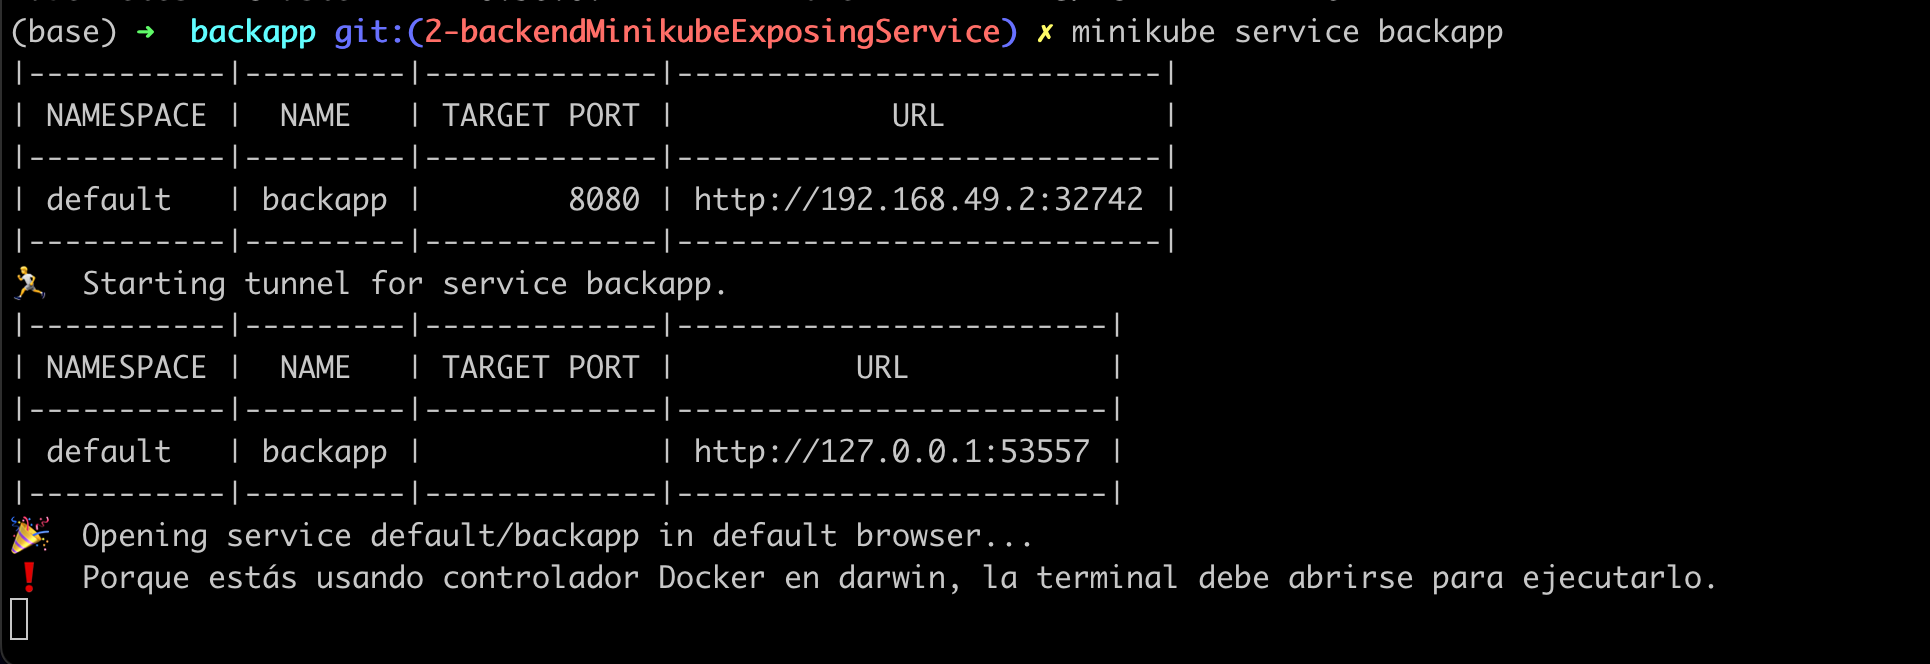 (base) ➜ backapp git:(2-backendMinikubeExposingService) ✗ minikube service backapp
|-----------|---------|-------------|---------------------------|
| NAMESPACE |  NAME   | TARGET PORT |            URL            |
|-----------|---------|-------------|---------------------------|
| default   | backapp |        8080 | http://192.168.49.2:32742 |
|-----------|---------|-------------|---------------------------|
🏃  Starting tunnel for service backapp.
|-----------|---------|-------------|------------------------|
| NAMESPACE |  NAME   | TARGET PORT |          URL           |
|-----------|---------|-------------|------------------------|
| default   | backapp |             | http://127.0.0.1:53557 |
|-----------|---------|-------------|------------------------|
🎉  Opening service default/backapp in default browser...
❗  Porque estás usando controlador Docker en darwin, la terminal debe abrirse para ejecutarlo.